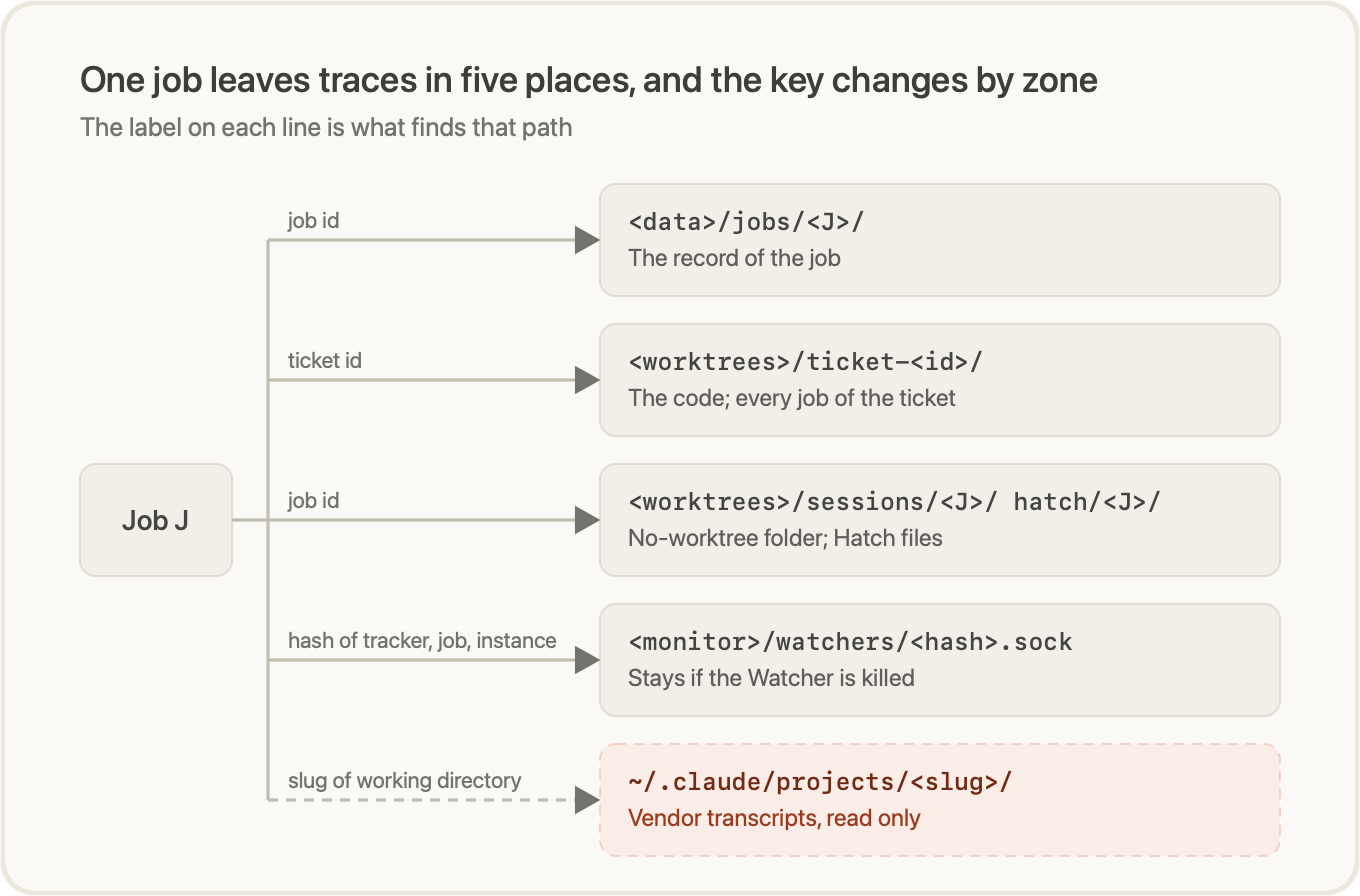 One job leaves traces in five places, and the key changes by zone
The label on each line is what finds that path
job id
<data>/jobs/<J>/
The record of the job
ticket id
<worktrees>/ticket-<id>/
The code; every job of the ticket
Job J
job id
<worktrees>/sessions/<J>/ hatch/<J>/
No-worktree folder; Hatch files
hash of tracker, job, instance
<monitor>/watchers/<hash>.sock
Stays if the Watcher is killed
slug of working directory
~/.claude/projects/<slug>/
Vendor transcripts, read only